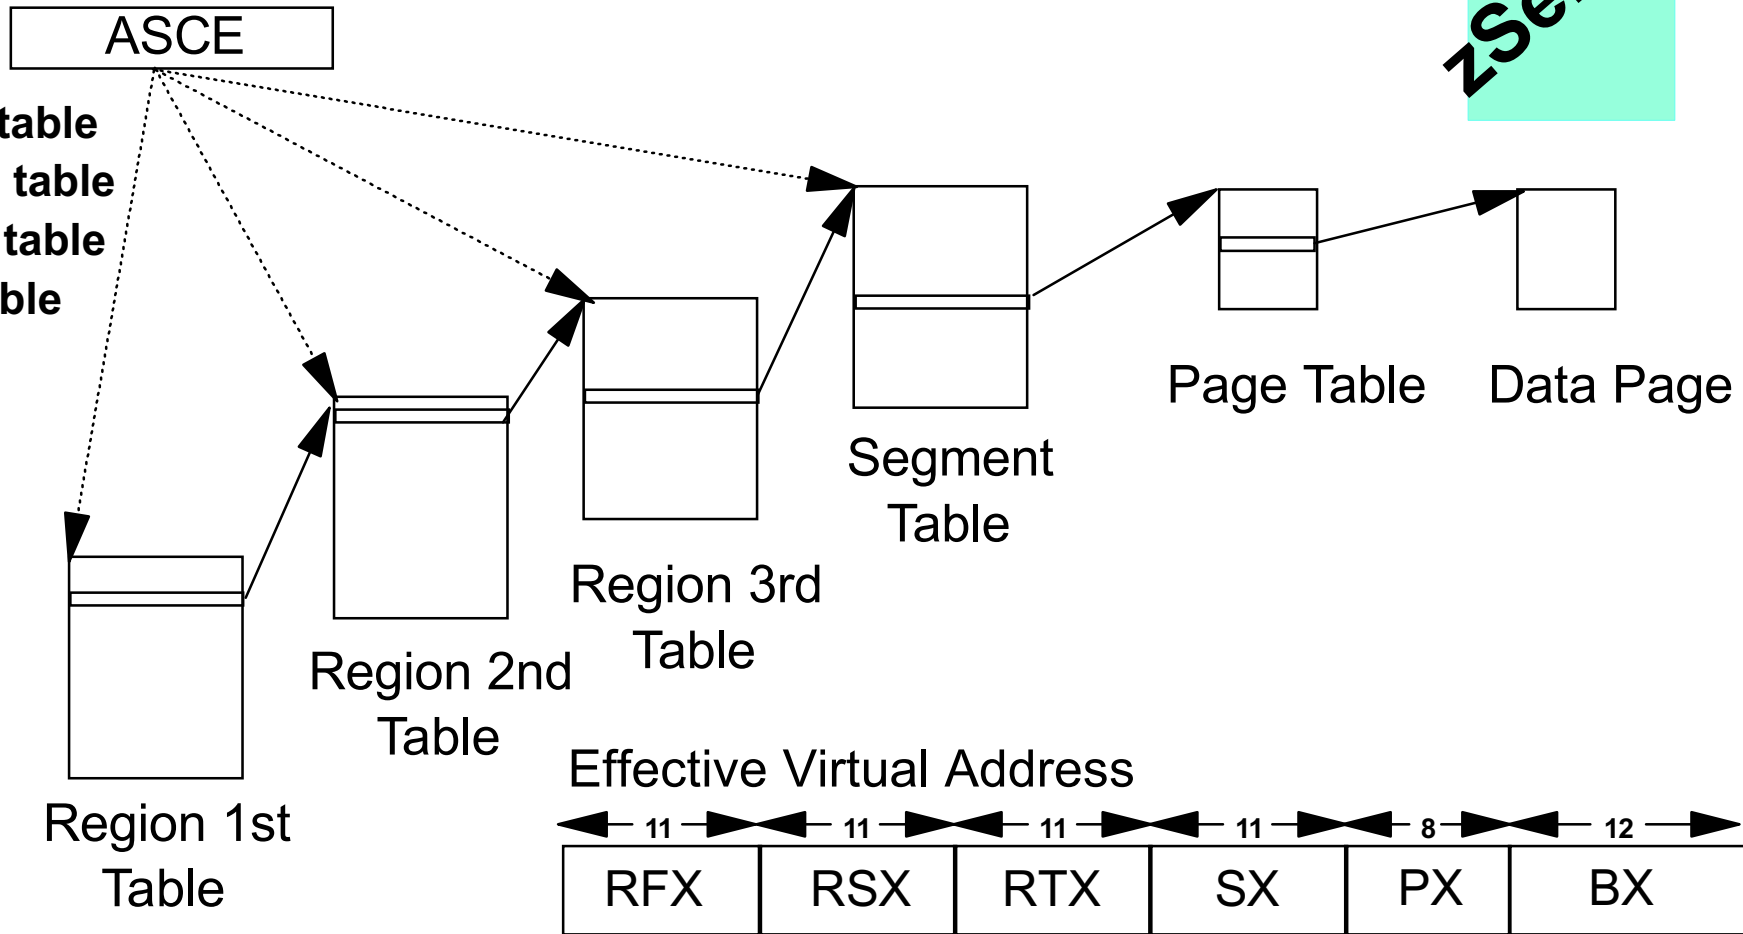 ASCE
table
table
table
Page Table
Data Page
Segment
Table
Region 3rd
Table
Region 2nd
Table
Region 1st
Table
Effective Virtual Address
11 11 11 11 8 12
RFX RSX RTX SX PX BX